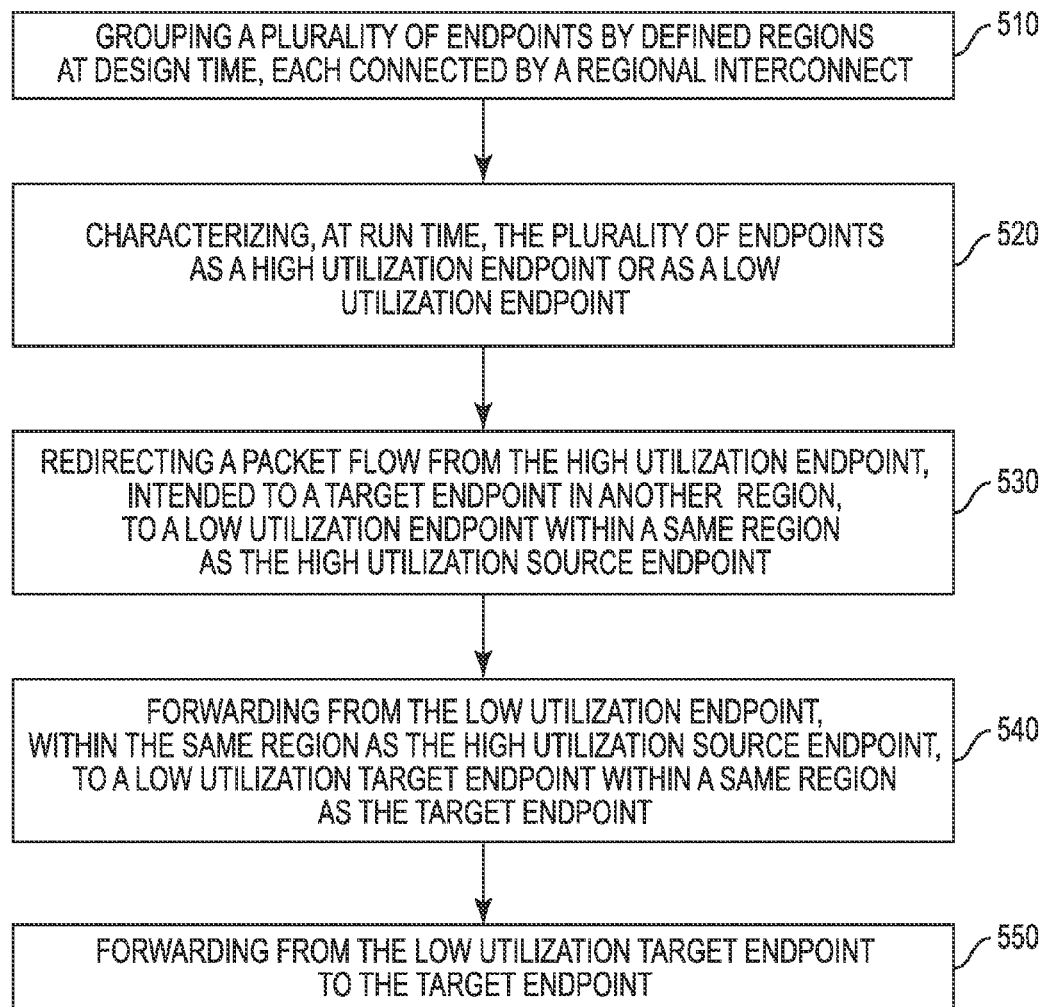 GROUPING A PLURALITY OF ENDPOINTS BY DEFINED REGIONS
AT DESIGN TIME, EACH CONNECTED BY A REGIONAL INTERCONNECT
510
CHARACTERIZING, AT RUN TIME, THE PLURALITY OF ENDPOINTS
AS A HIGH UTILIZATION ENDPOINT OR AS A LOW
UTILIZATION ENDPOINT
520
REDIRECTING A PACKET FLOW FROM THE HIGH UTILIZATION ENDPOINT,
INTENDED TO A TARGET ENDPOINT IN ANOTHER REGION,
TO A LOW UTILIZATION ENDPOINT WITHIN A SAME REGION
AS THE HIGH UTILIZATION SOURCE ENDPOINT
530
FORWARDING FROM THE LOW UTILIZATION ENDPOINT,
WITHIN THE SAME REGION AS THE HIGH UTILIZATION SOURCE ENDPOINT,
TO A LOW UTILIZATION TARGET ENDPOINT WITHIN A SAME REGION
AS THE TARGET ENDPOINT
540
FORWARDING FROM THE LOW UTILIZATION TARGET ENDPOINT
TO THE TARGET ENDPOINT
550